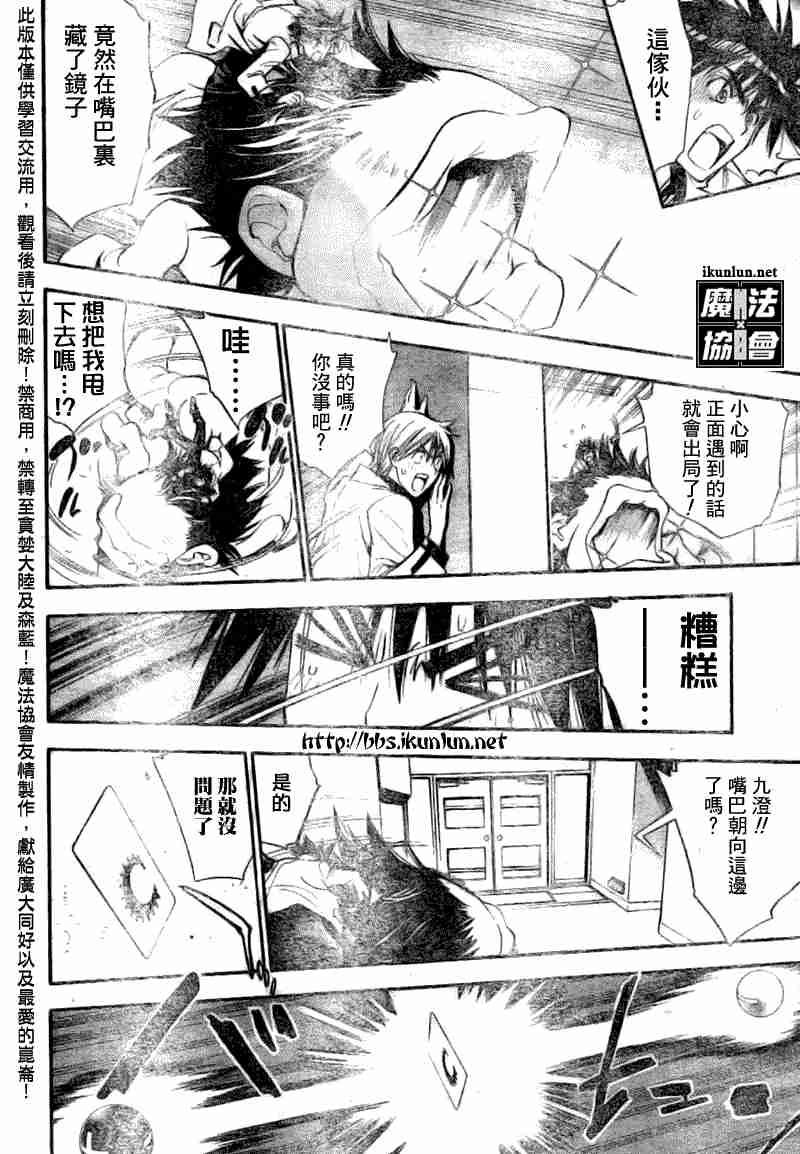 這傢伙…
竟然在嘴巴裏
藏了鏡子
ikunlun.net
魔法
協會
小心啊
正面遇到的話
就會出局了!
真的嗎!!
你沒事吧?
哇……
想把我甩
下去嗎…!?
糟糕
——…
http://bbs.ikunlun.net
九澄!!
嘴巴朝向這邊
了嗎?
是的
那就沒
問題了
此版本僅供學習交流用，觀看後請立刻刪除！禁商用，禁轉至貪婪大陸及森藍！魔法協會友情製作，獻給廣大同好以及最愛的崑崙！